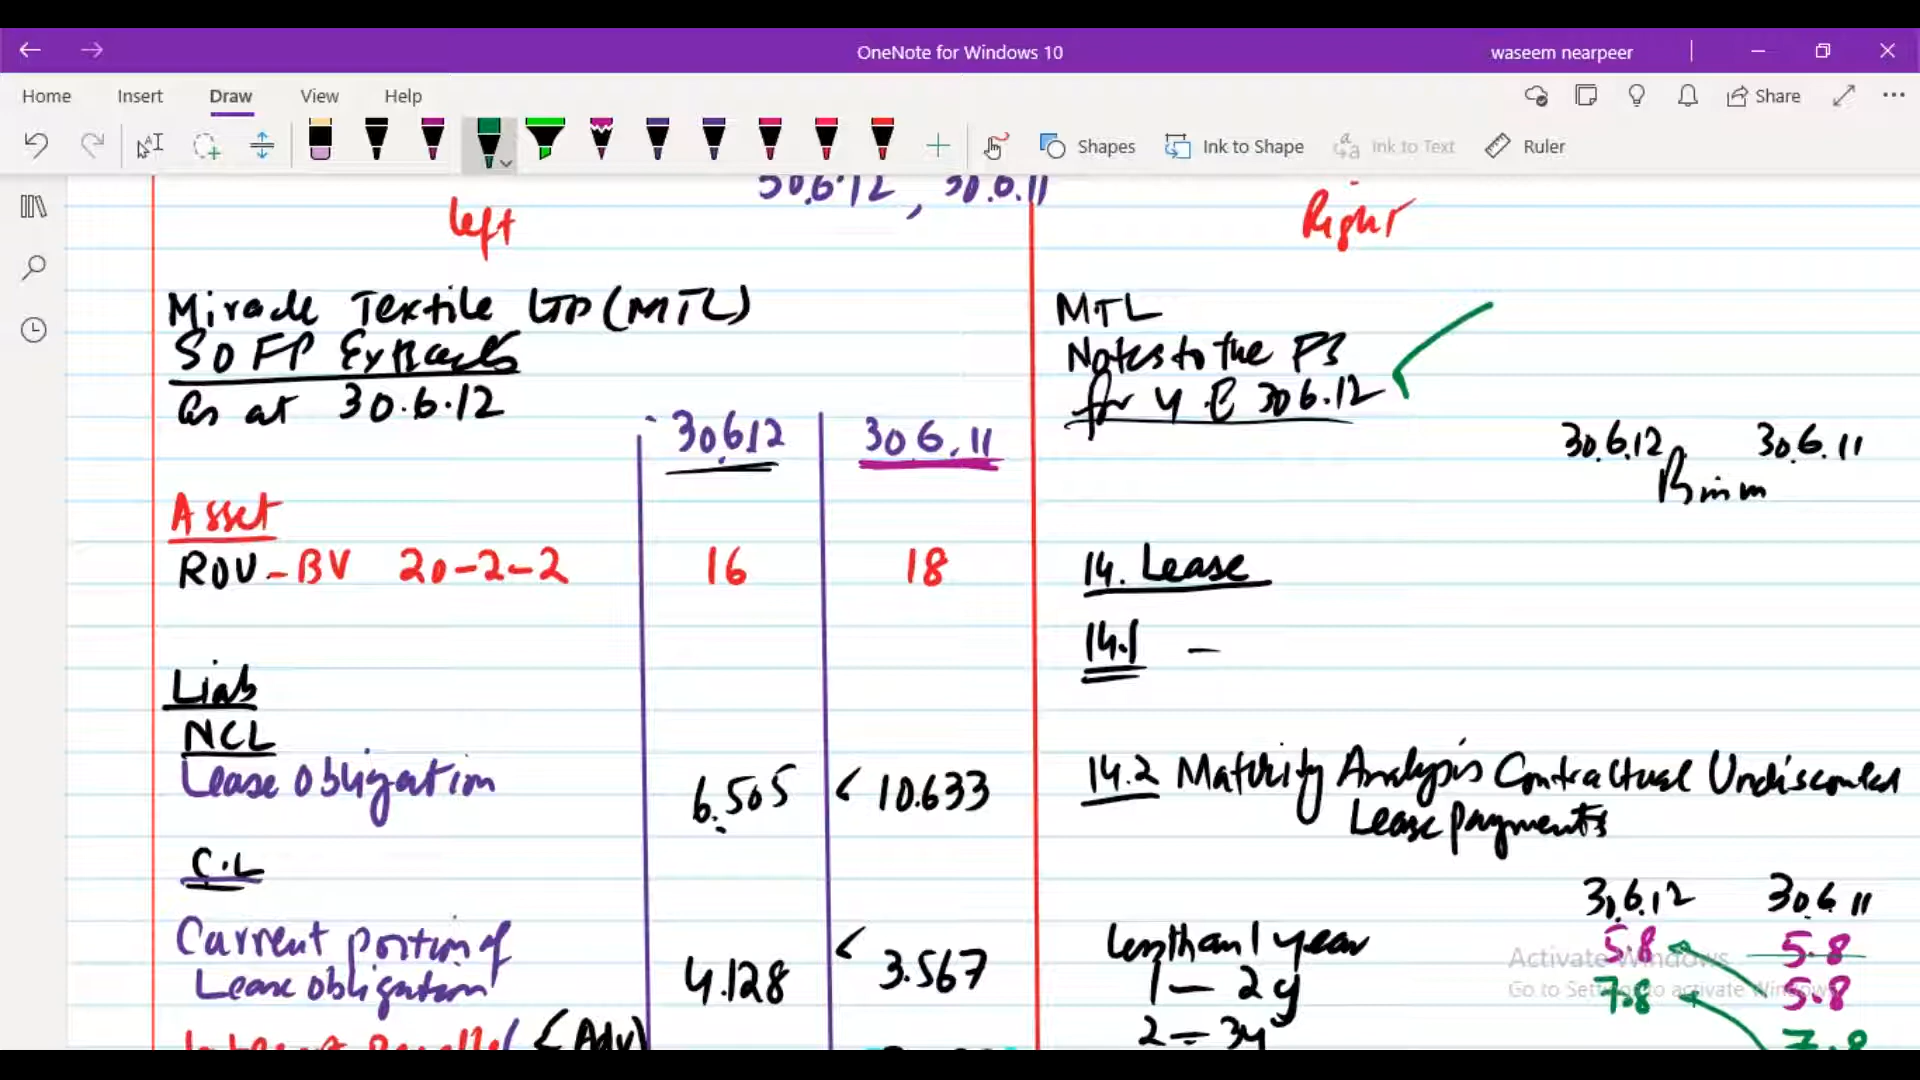 OneNote for Windows 10
waseem nearpeer
Home Insert Draw View Help
Share
Shapes Ink to Shape Ink to Text Ruler
30.6.12, 30.6.11
left
Right
Miracle Textile LTD (MTL)
SOFP Extracts
as at 30.6.12
30.6.12 30.6.11
Asset
ROU - BV 20-2-2 16 18
Liab
NCL
Lease Obligation 6.505 < 10.633
C.L
Current portion of
Lease obligation 4.128 < 3.567
Interest Payable (Adv)
MTL
Notes to the FS
for Y.E 30.6.12
30.6.12 30.6.11
Rs in m
14. Lease
14.1 -
14.2 Maturity Analysis Contractual Undiscounted
Lease payments
30.6.12 30.6.11
less than 1 year 5.8 5.8
1 - 2 y 7.8 5.8
2 - 3y 7.8
Activate Windows
Go to Settings to activate Windows.